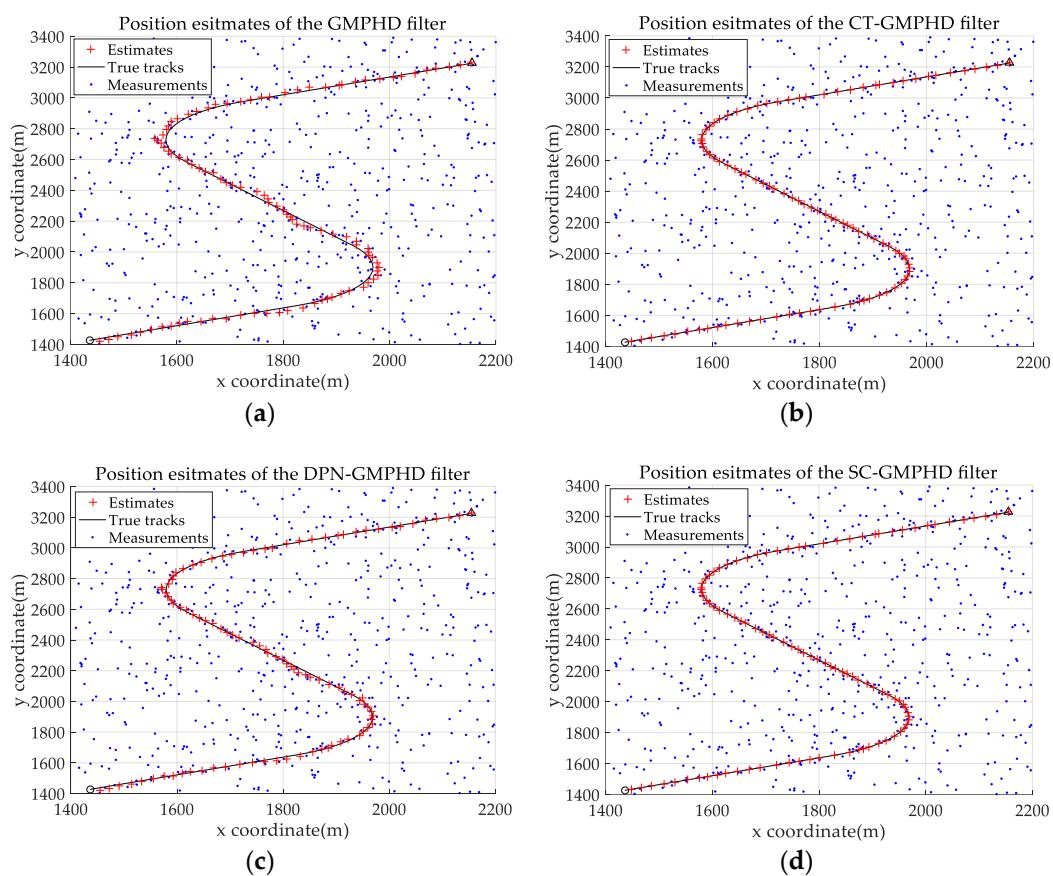 Position esitmates of the GMPHD filter
3400
3200
3000
2800
2600
2400
2200
2000
1800
1600
1400
y coordinate(m)
Estimates
True tracks
Measurements
1400 1600 1800 2000 2200
x coordinate(m)
(a)
Position esitmates of the CT-GMPHD filter
3400
3200
3000
2800
2600
2400
2200
2000
1800
1600
1400
y coordinate(m)
Estimates
True tracks
Measurements
1400 1600 1800 2000 2200
x coordinate(m)
(b)
Position esitmates of the DPN-GMPHD filter
3400
3200
3000
2800
2600
2400
2200
2000
1800
1600
1400
y coordinate(m)
Estimates
True tracks
Measurements
1400 1600 1800 2000 2200
x coordinate(m)
(c)
Position esitmates of the SC-GMPHD filter
3400
3200
3000
2800
2600
2400
2200
2000
1800
1600
1400
y coordinate(m)
Estimates
True tracks
Measurements
1400 1600 1800 2000 2200
x coordinate(m)
(d)